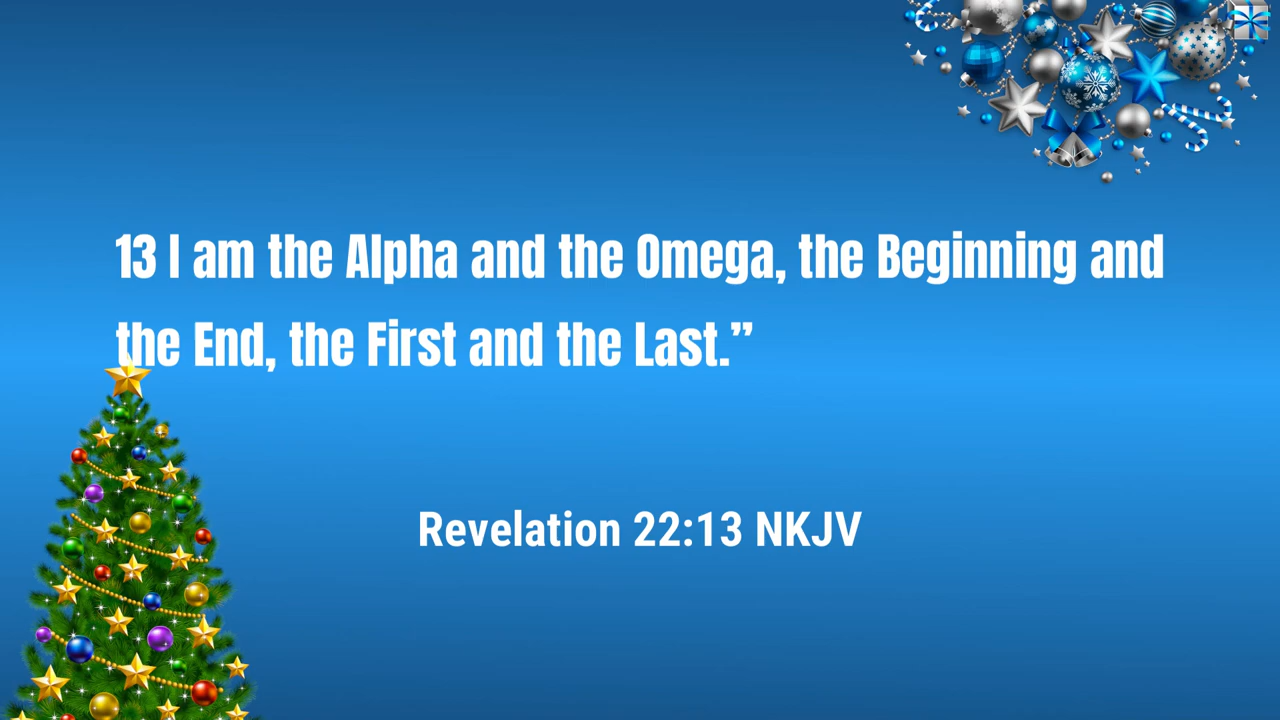 13 I am the Alpha and the Omega, the Beginning and
the End, the First and the Last.”
Revelation 22:13 NKJV